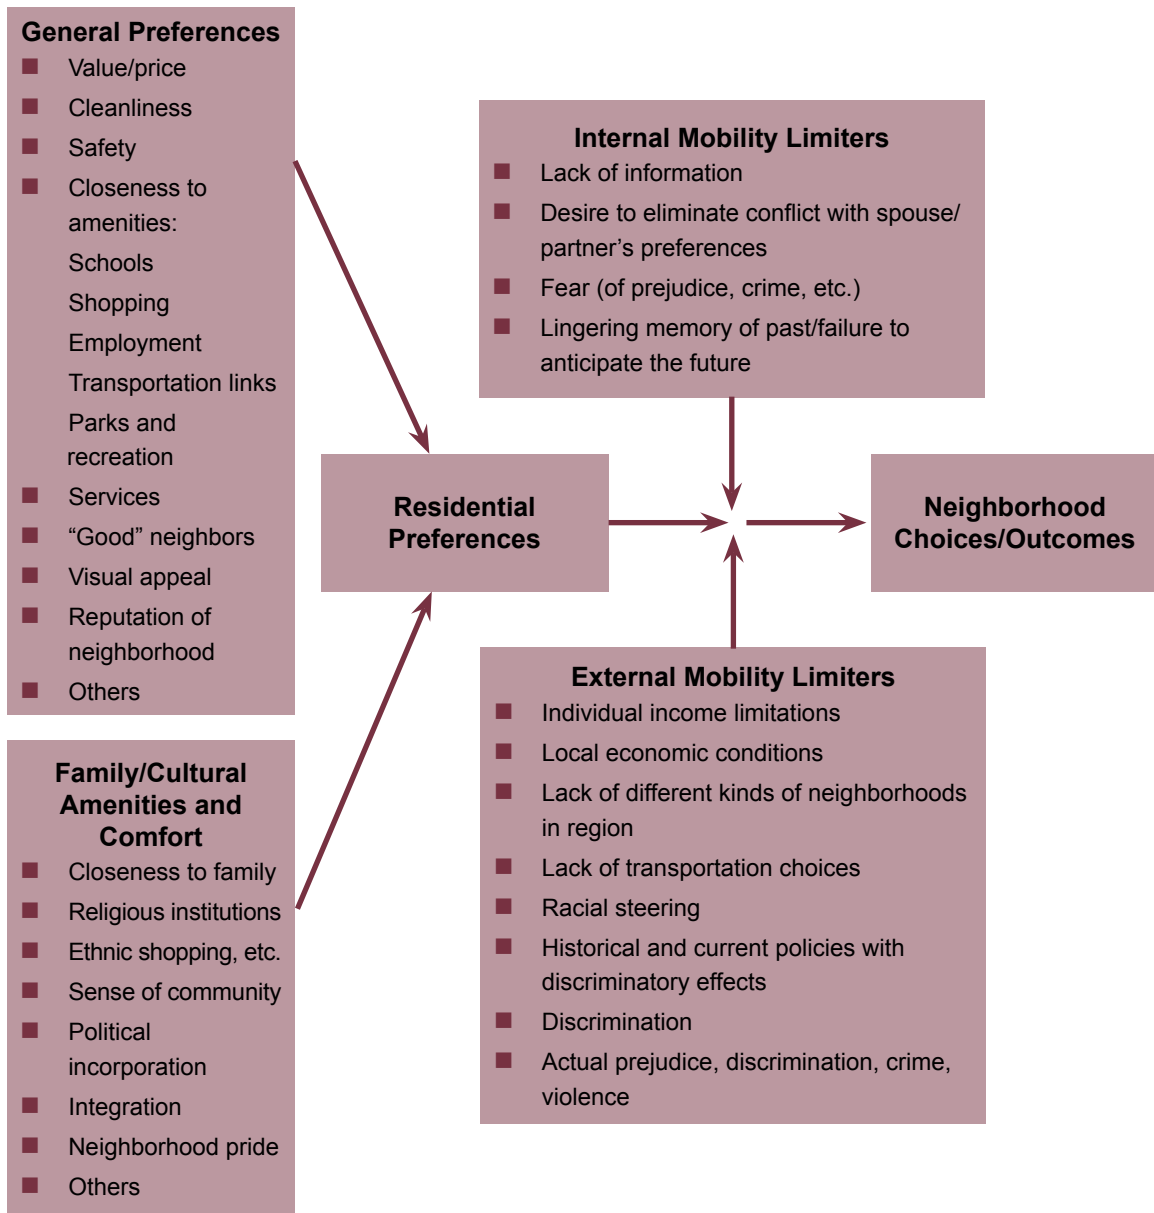 General Preferences
Value/price
Cleanliness
Safety
Closeness to
amenities:
Schools
Shopping
Employment
Transportation links
Parks and
recreation
Services
“Good” neighbors
Visual appeal
Reputation of
neighborhood
Others
Family/Cultural
Amenities and
Comfort
Closeness to family
Religious institutions
Ethnic shopping, etc.
Sense of community
Political
incorporation
Integration
Neighborhood pride
Others
Residential
Preferences
Internal Mobility Limiters
Lack of information
Desire to eliminate conflict with spouse/
partner’s preferences
Fear (of prejudice, crime, etc.)
Lingering memory of past/failure to
anticipate the future
External Mobility Limiters
Individual income limitations
Local economic conditions
Lack of different kinds of neighborhoods
in region
Lack of transportation choices
Racial steering
Historical and current policies with
discriminatory effects
Discrimination
Actual prejudice, discrimination, crime,
violence
Neighborhood
Choices/Outcomes